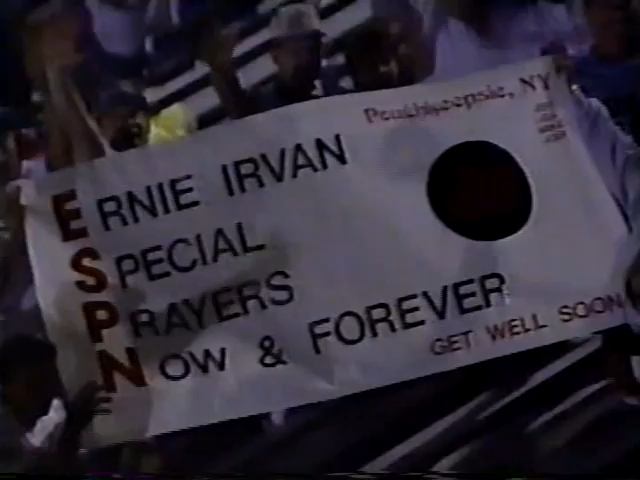 Poughkeepsie, NY
ERNIE IRVAN
SPECIAL
PRAYERS
NOW & FOREVER
GET WELL SOON